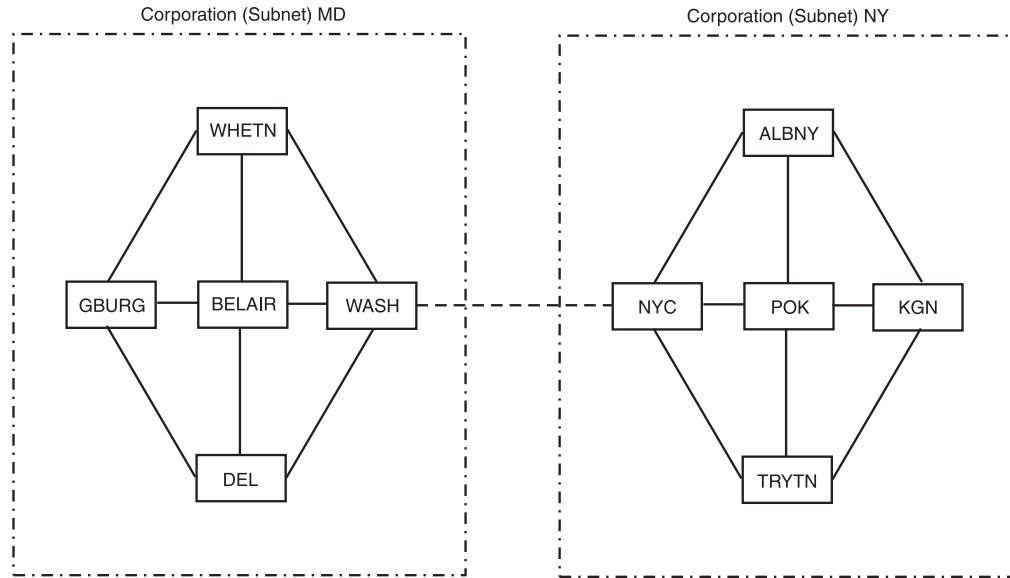 Corporation (Subnet) MD
Corporation (Subnet) NY
WHETN
ALBNY
GBURG
BELAIR
WASH
NYC
POK
KGN
DEL
TRYTN